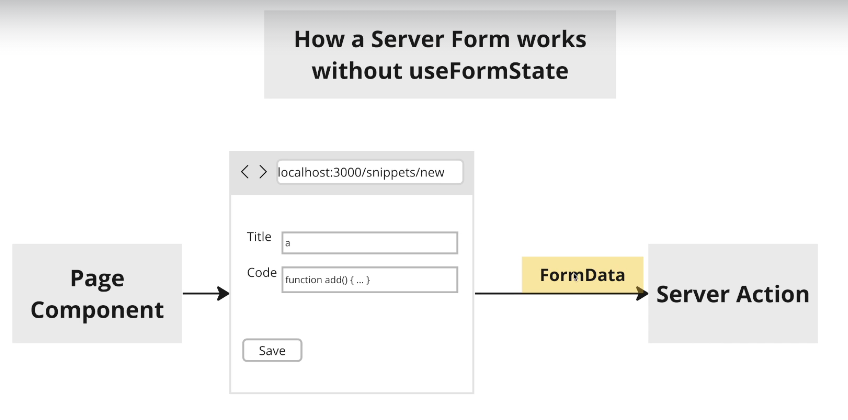 How a Server Form works
without useFormState
localhost:3000/snippets/new
Title
a
Code
function add() { ... }
Save
Page
Component
FormData
Server Action